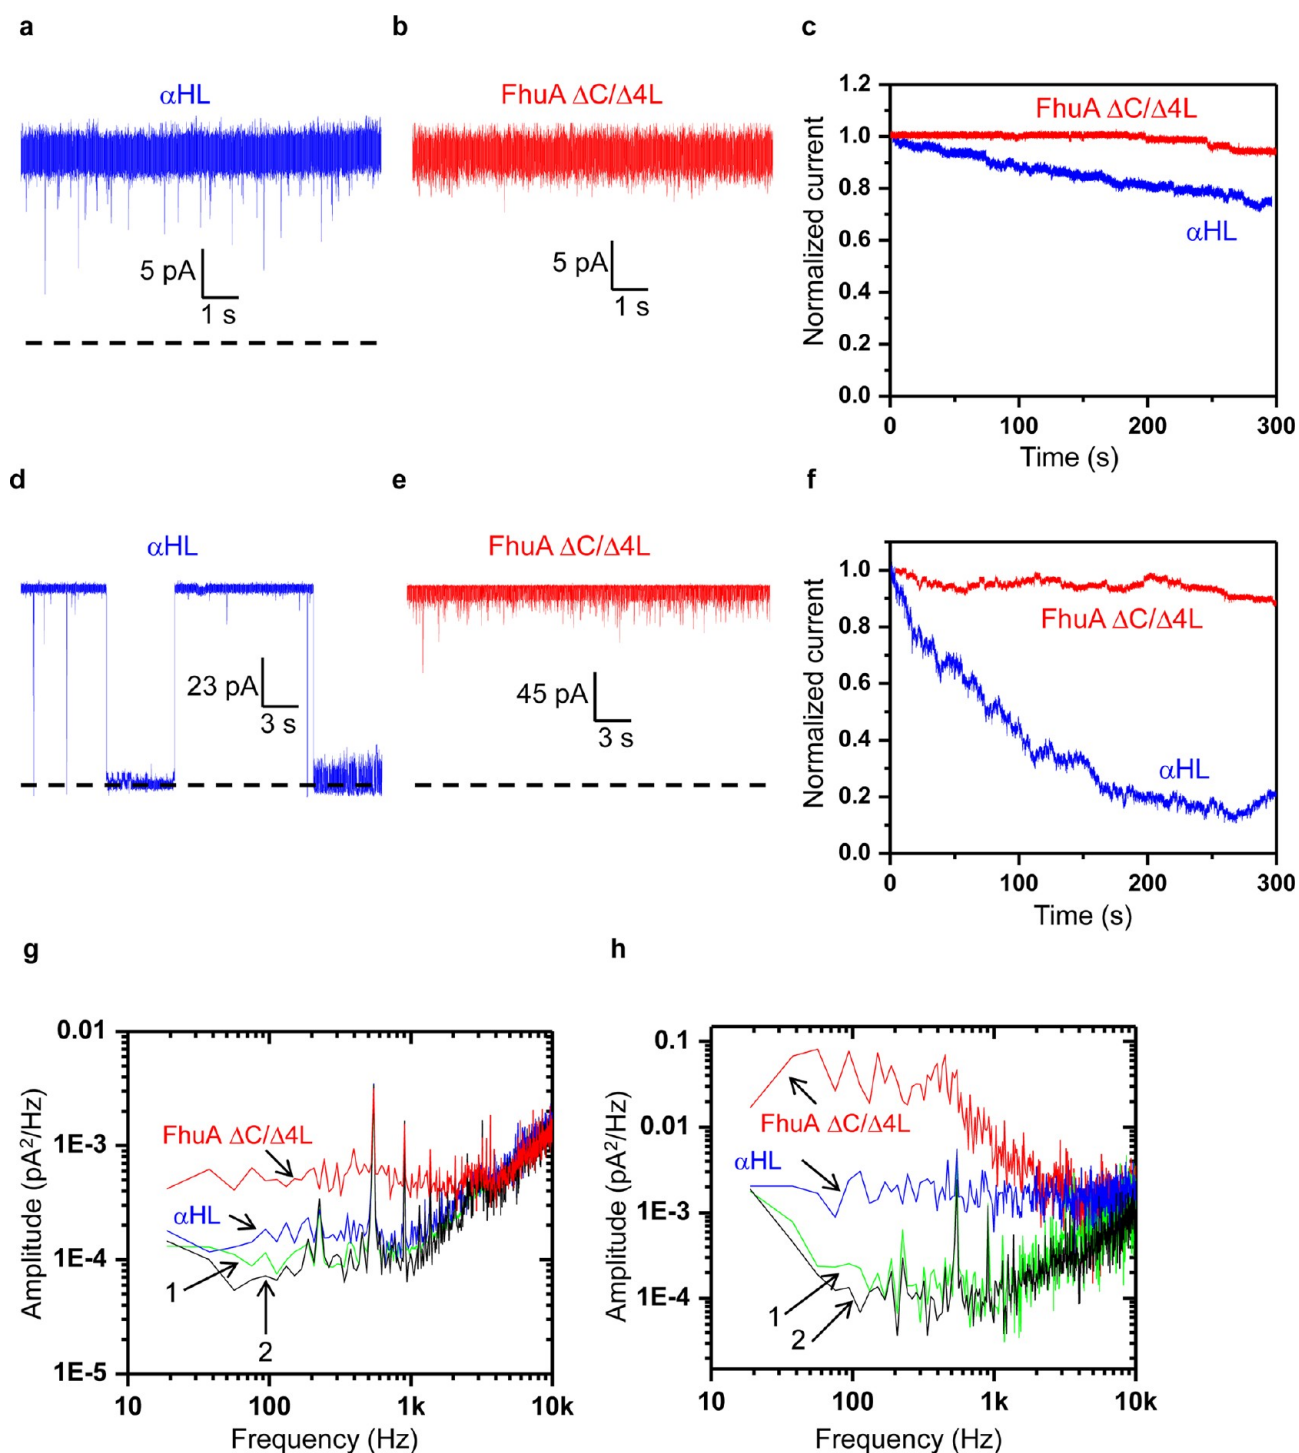 a
b
c
αHL
FhuA ΔC/Δ4L
5 pA
1 s
5 pA
1 s
1.2
1.0
0.8
0.6
0.4
0.2
0.0
Normalized current
FhuA ΔC/Δ4L
αHL
0 100 200 300
Time (s)
d
e
f
αHL
FhuA ΔC/Δ4L
23 pA
3 s
45 pA
3 s
1.0
0.8
0.6
0.4
0.2
0.0
Normalized current
FhuA ΔC/Δ4L
αHL
0 100 200 300
Time (s)
g
h
0.01
1E-3
1E-4
1E-5
Amplitude (pA²/Hz)
FhuA ΔC/Δ4L
αHL
1
2
10 100 1k 10k
Frequency (Hz)
0.1
0.01
1E-3
1E-4
Amplitude (pA²/Hz)
FhuA ΔC/Δ4L
αHL
1
2
10 100 1k 10k
Frequency (Hz)